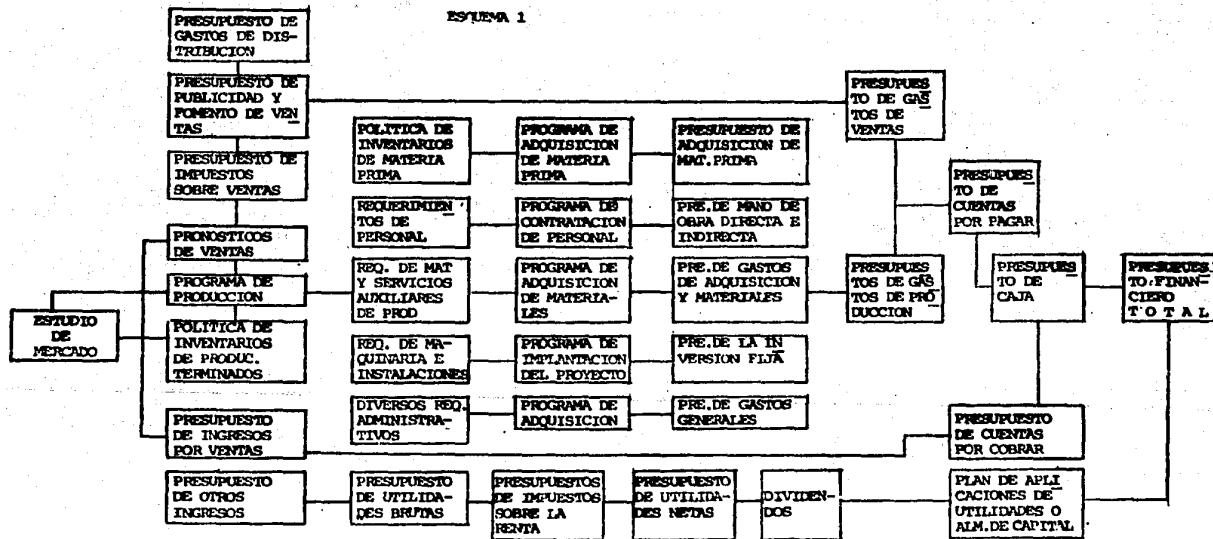 ESQUEMA 1
PRESUPUESTO DE
GASTOS DE DIS-
TRIBUCION
PRESUPUESTO DE
PUBLICIDAD Y
FOMENTO DE VEN
TAS
PRESUPUESTO DE
IMPUESTOS
SOBRE VENTAS
PRONOSTICOS
DE VENTAS
PROGRAMA DE
PRODUCCION
ESTUDIO
DE
MERCADO
POLITICA DE
INVENTARIOS
DE PRODUC.
TERMINADOS
PRESUPUESTO
DE INGRESOS
POR VENTAS
PRESUPUESTO
DE OTROS
INGRESOS
POLITICA DE
INVENTARIOS
DE MATERIA
PRIMA
PROGRAMA DE
ADQUISICION
DE MATERIA
PRIMA
PRESUPUESTO DE
ADQUISICION DE
MAT.PRIMA
REQUERIMIEN
TOS DE
PERSONAL
PROGRAMA DE
CONTRATACION
DE PERSONAL
PRE.DE MANO DE
OBRA DIRECTA E
INDIRECTA
REQ. DE MAT
Y SERVICIOS
AUXILIARES
DE PROD
PROGRAMA DE
ADQUISICION
DE MATERIA-
LES
PRE.DE GASTOS
DE ADQUISICION
Y MATERIALES
REQ. DE MA-
QUINARIA E
INSTALACIONES
PROGRAMA DE
IMPLANTACION
DEL PROYECTO
PRE.DE LA IN
VERSION FIJA
DIVERSOS REQ.
ADMINISTRA-
TIVOS
PROGRAMA DE
ADQUISICION
PRE.DE GASTOS
GENERALES
PRESUPUESTO
DE UTILIDA-
DES BRUTAS
PRESUPUESTOS
DE IMPUESTOS
SOBRE LA
RENTA
PRESUPUESTO
DE UTILIDA-
DES NETAS
DIVIDEN-
DOS
PRESUPUES
TO DE GAS
TOS DE
VENTAS
PRESUPUES
TOS DE GAS
TOS DE PRO
DUCCION
PRESUPUES
TO DE
CUENTAS
POR PAGAR
PRESUPUES
TO DE
CAJA
PRESUPUES
TO.FINAN-
CIERO
T O T A L
PRESUPUESTO
DE CUENTAS
POR COBRAR
PLAN DE APLI
CACIONES DE
UTILIDADES O
ALM.DE CAPITAL